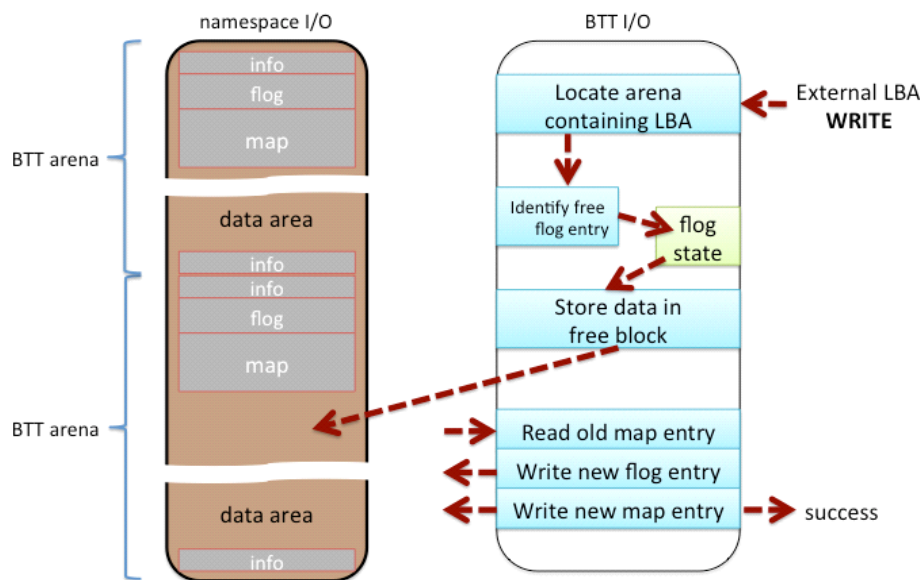 namespace I/O
BTT arena
info
flog
map
data area
info
BTT arena
info
flog
map
data area
info
BTT I/O
External LBA
WRITE
Locate arena
containing LBA
Identify free
flog entry
flog
state
Store data in
free block
Read old map entry
Write new flog entry
Write new map entry
success